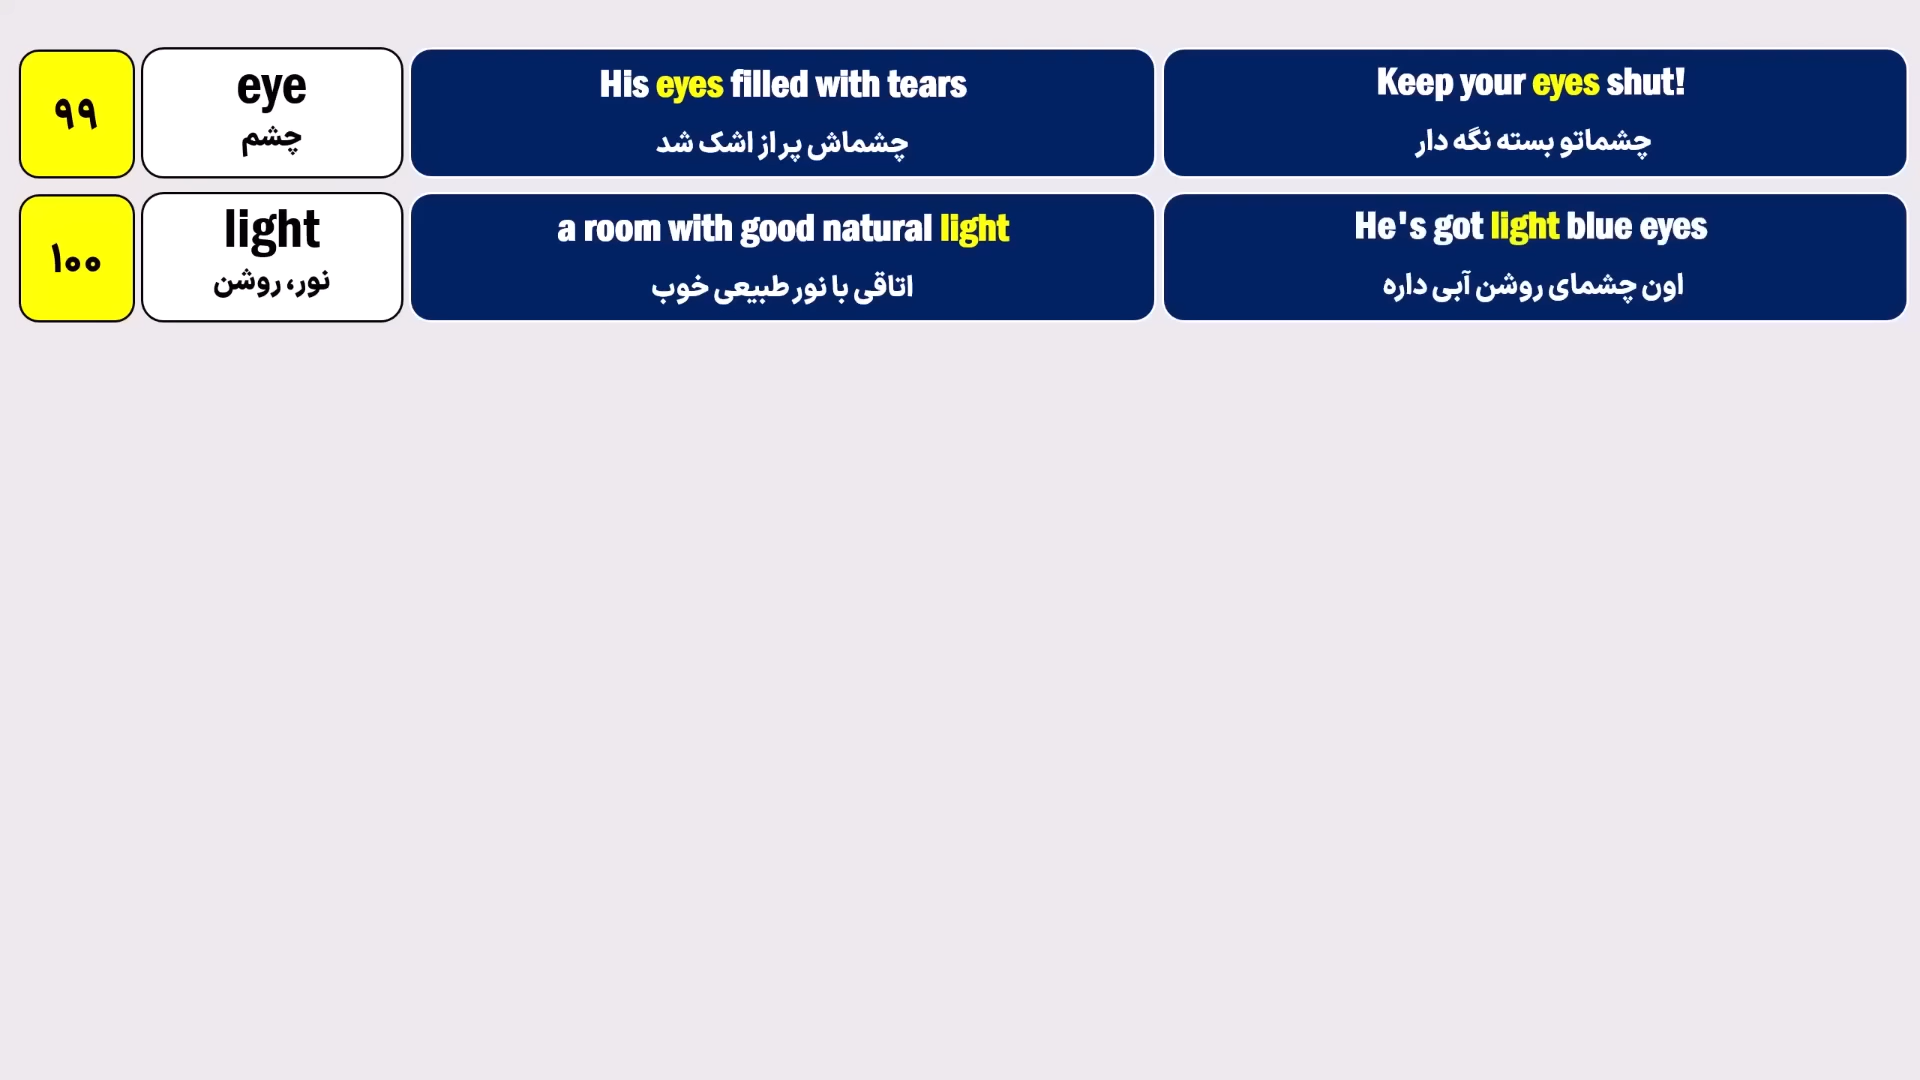 ۹۹
eye
چشم
His eyes filled with tears
چشماش پر از اشک شد
Keep your eyes shut!
چشماتو بسته نگه دار
۱۰۰
light
نور، روشن
a room with good natural light
اتاقی با نور طبیعی خوب
He's got light blue eyes
اون چشمای روشن آبی داره